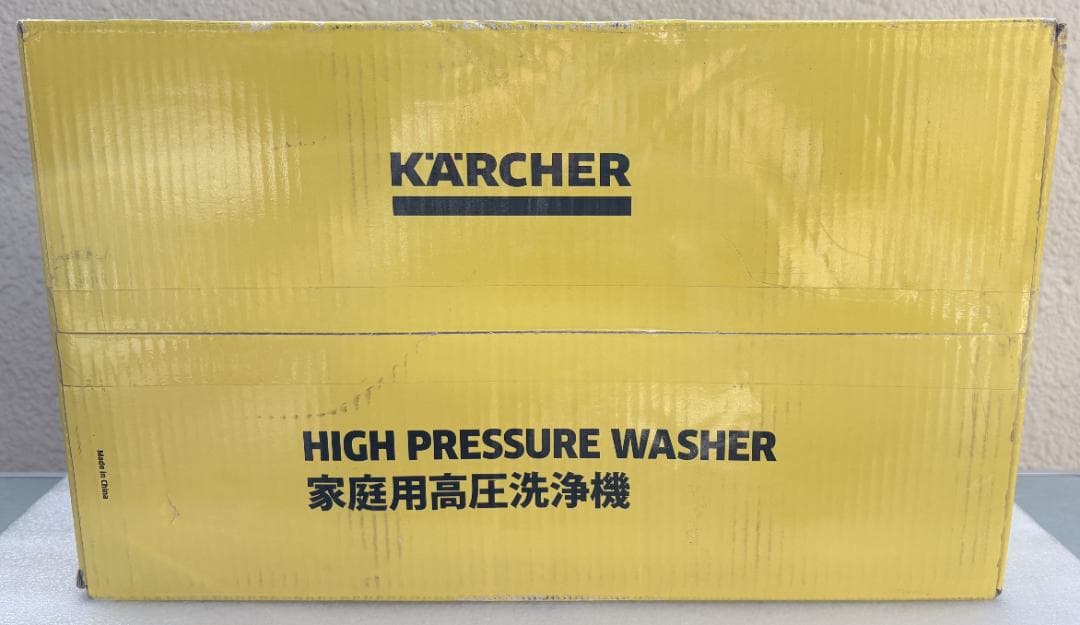 KÄRCHER
HIGH PRESSURE WASHER
家庭用高圧洗浄機
Made in China